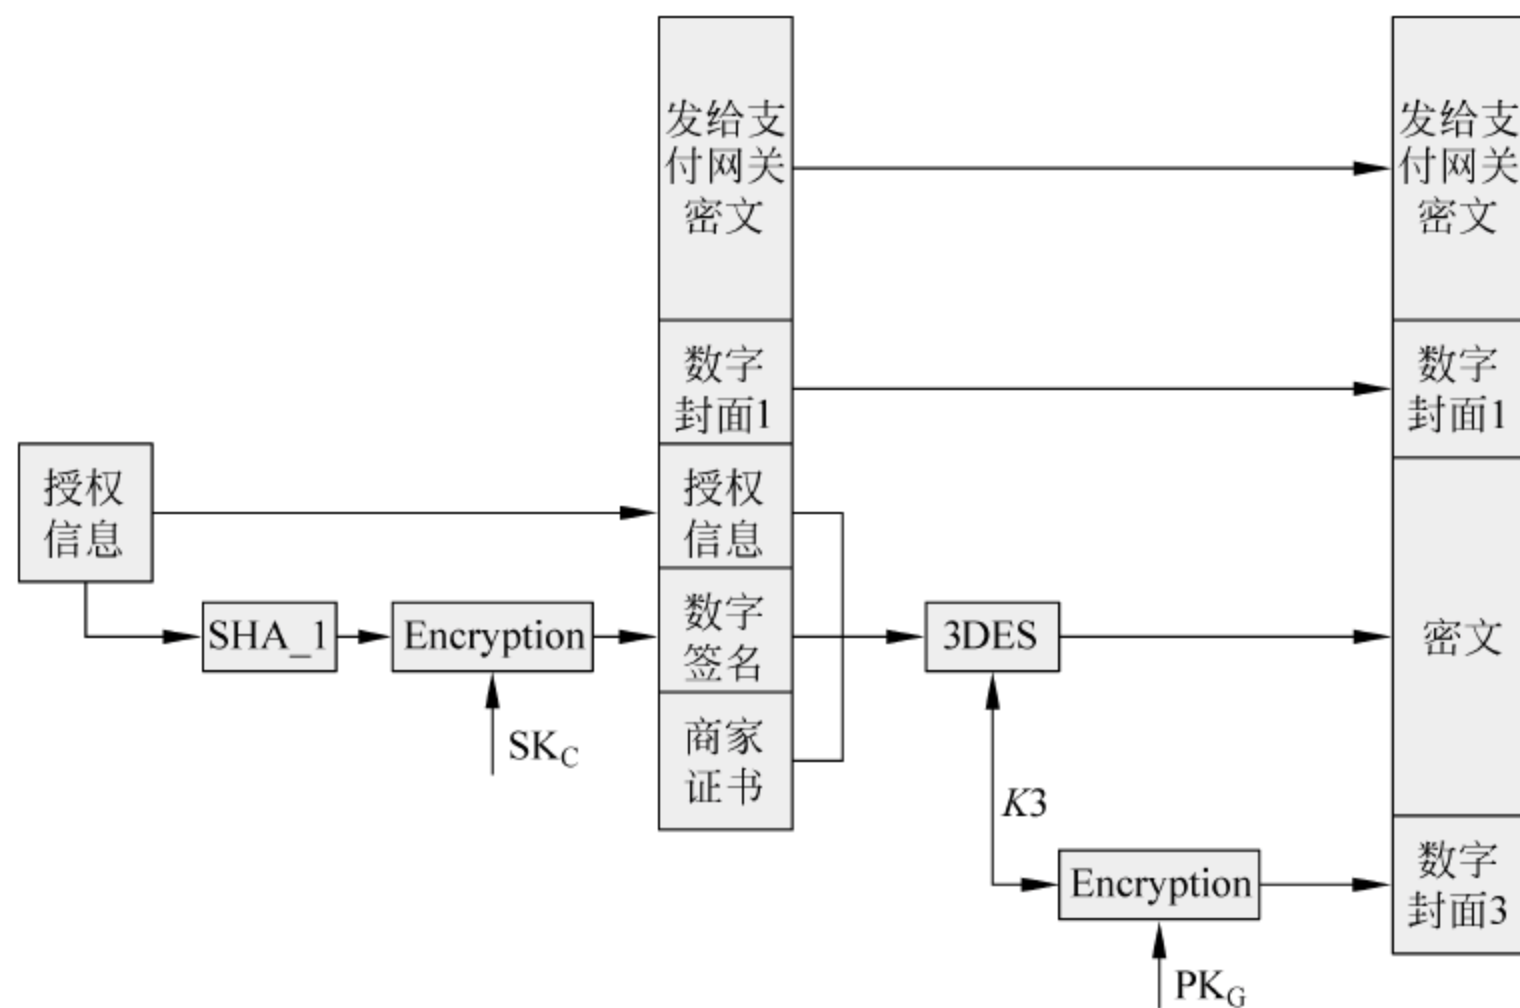 发给支
付网关
密文
发给支
付网关
密文
数字
封面1
数字
封面1
授权
信息
授权
信息
SHA_1
Encryption
数字
签名
3DES
密文
SK_C
商家
证书
K3
Encryption
数字
封面3
PK_G